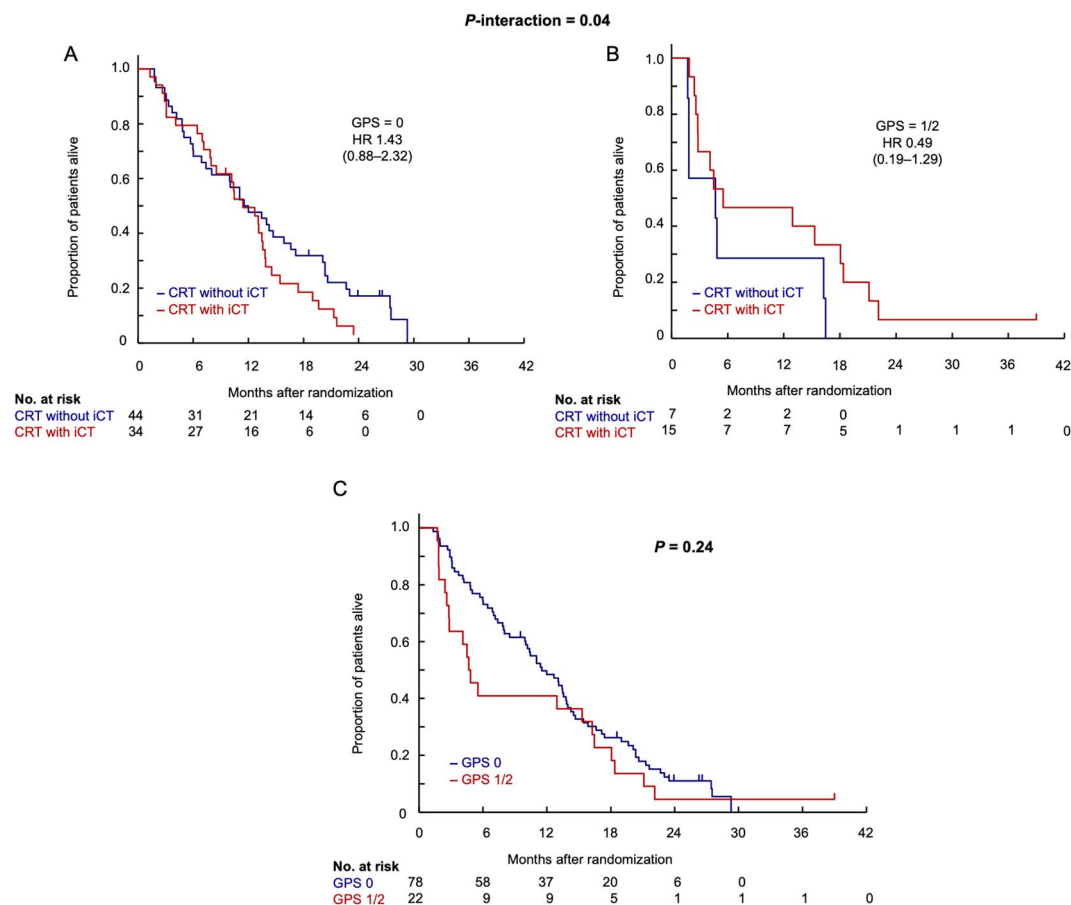 P-interaction = 0.04
A
1.0
0.8
0.6
0.4
0.2
0
Proportion of patients alive
GPS = 0
HR 1.43
(0.88–2.32)
CRT without iCT
CRT with iCT
0 6 12 18 24 30 36 42
Months after randomization
No. at risk
CRT without iCT 44 31 21 14 6 0
CRT with iCT 34 27 16 6 0
B
1.0
0.8
0.6
0.4
0.2
0
Proportion of patients alive
GPS = 1/2
HR 0.49
(0.19–1.29)
CRT without iCT
CRT with iCT
0 6 12 18 24 30 36 42
Months after randomization
No. at risk
CRT without iCT 7 2 2 0
CRT with iCT 15 7 7 5 1 1 1 0
C
1.0
0.8
0.6
0.4
0.2
0
Proportion of patients alive
P = 0.24
GPS 0
GPS 1/2
0 6 12 18 24 30 36 42
Months after randomization
No. at risk
GPS 0 78 58 37 20 6 0
GPS 1/2 22 9 9 5 1 1 1 0